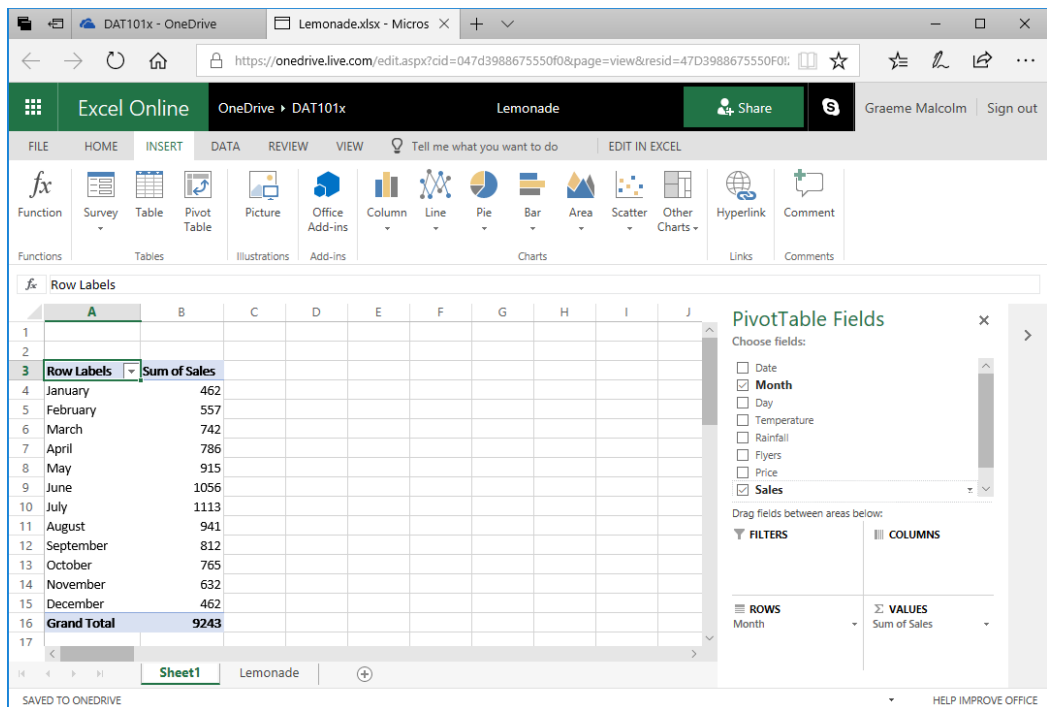 DAT101x - OneDrive
Lemonade.xlsx - Micros
https://onedrive.live.com/edit.aspx?cid=047d3988675550f0&page=view&resid=47D3988675550F0!
Excel Online
OneDrive ▸ DAT101x
Lemonade
Share
Graeme Malcolm
Sign out
FILE HOME INSERT DATA REVIEW VIEW Tell me what you want to do EDIT IN EXCEL
fx
Function Survey Table Pivot Table Picture Office Add-ins Column Line Pie Bar Area Scatter Other Charts Hyperlink Comment
Functions Tables Illustrations Add-ins Charts Links Comments
fx Row Labels
A B C D E F G H I J
1
2
3 Row Labels Sum of Sales
4 January 462
5 February 557
6 March 742
7 April 786
8 May 915
9 June 1056
10 July 1113
11 August 941
12 September 812
13 October 765
14 November 632
15 December 462
16 Grand Total 9243
17
PivotTable Fields
Choose fields:
Date
Month
Day
Temperature
Rainfall
Flyers
Price
Sales
Drag fields between areas below:
FILTERS
COLUMNS
ROWS
Month
Σ VALUES
Sum of Sales
Sheet1 Lemonade
SAVED TO ONEDRIVE
HELP IMPROVE OFFICE